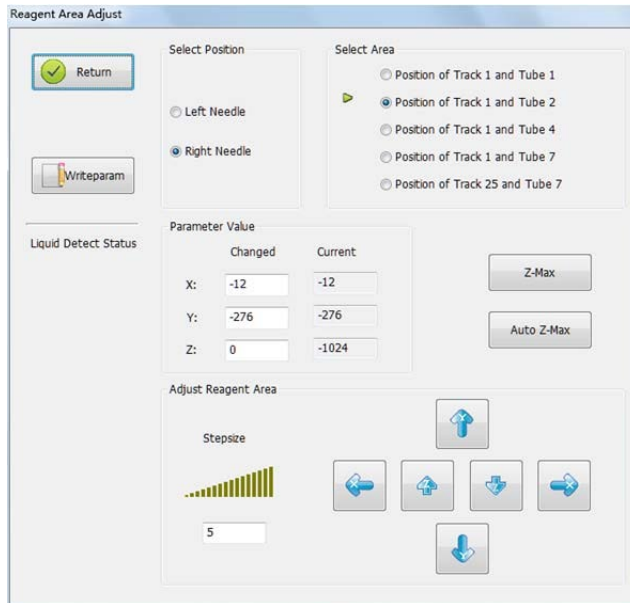 Reagent Area Adjust
Return
Writeparam
Liquid Detect Status
Select Position
Left Needle
Right Needle
Select Area
Position of Track 1 and Tube 1
Position of Track 1 and Tube 2
Position of Track 1 and Tube 4
Position of Track 1 and Tube 7
Position of Track 25 and Tube 7
Parameter Value
Changed Current
X: -12 -12
Y: -276 -276
Z: 0 -1024
Z-Max
Auto Z-Max
Adjust Reagent Area
Stepsize
5
Y
X Z Z X
Y